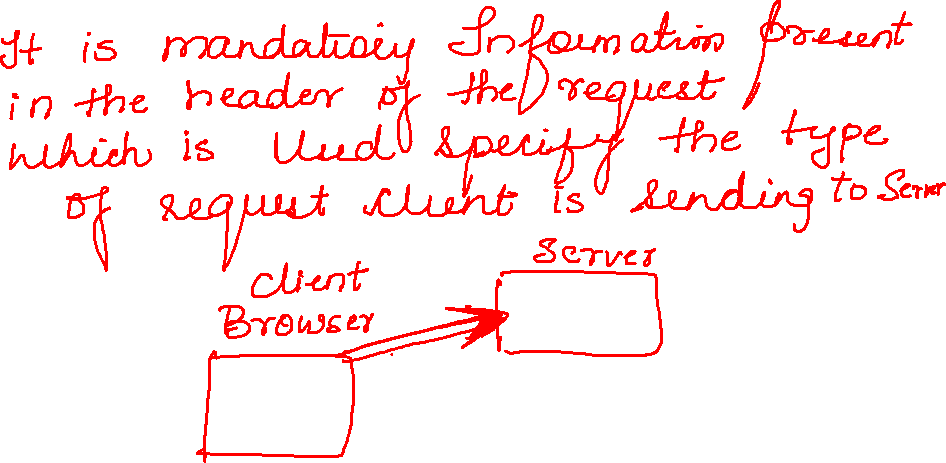 It is mandatory Information present
in the header of the request
which is Used specify the type
of request client is sending to Server
Server
client
Browser